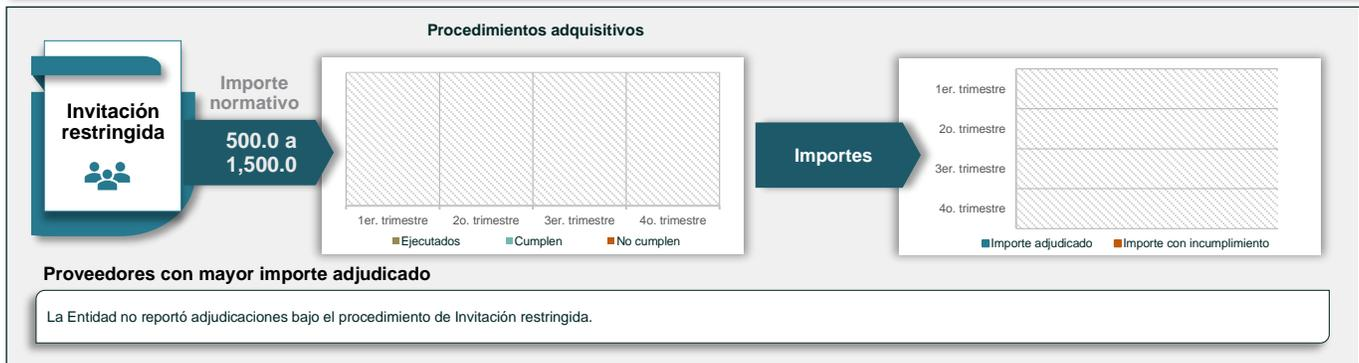 Procedimientos adquisitivos
Invitación
restringida
Importe
normativo
500.0 a
1,500.0
1er. trimestre
2o. trimestre
3er. trimestre
4o. trimestre
Ejecutados
Cumplen
No cumplen
Importes
1er. trimestre
2o. trimestre
3er. trimestre
4o. trimestre
Importe adjudicado
Importe con incumplimiento
Proveedores con mayor importe adjudicado
La Entidad no reportó adjudicaciones bajo el procedimiento de Invitación restringida.